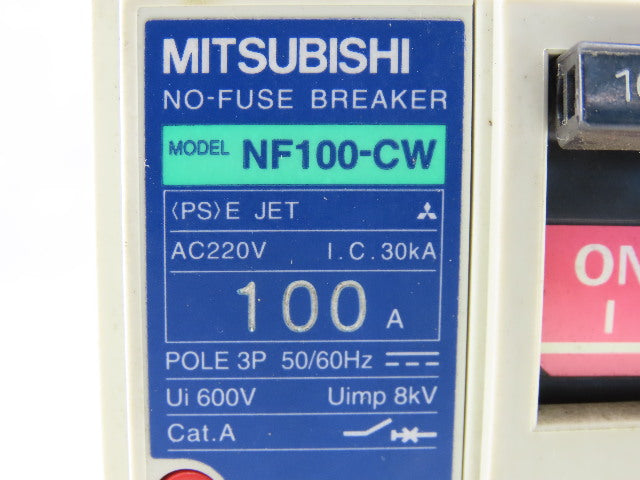 MITSUBISHI
NO-FUSE BREAKER
MODEL NF100-CW
〈PS〉E JET
AC220V I.C. 30kA
100 A
POLE 3P 50/60Hz
Ui 600V Uimp 8kV
Cat.A
ON
I